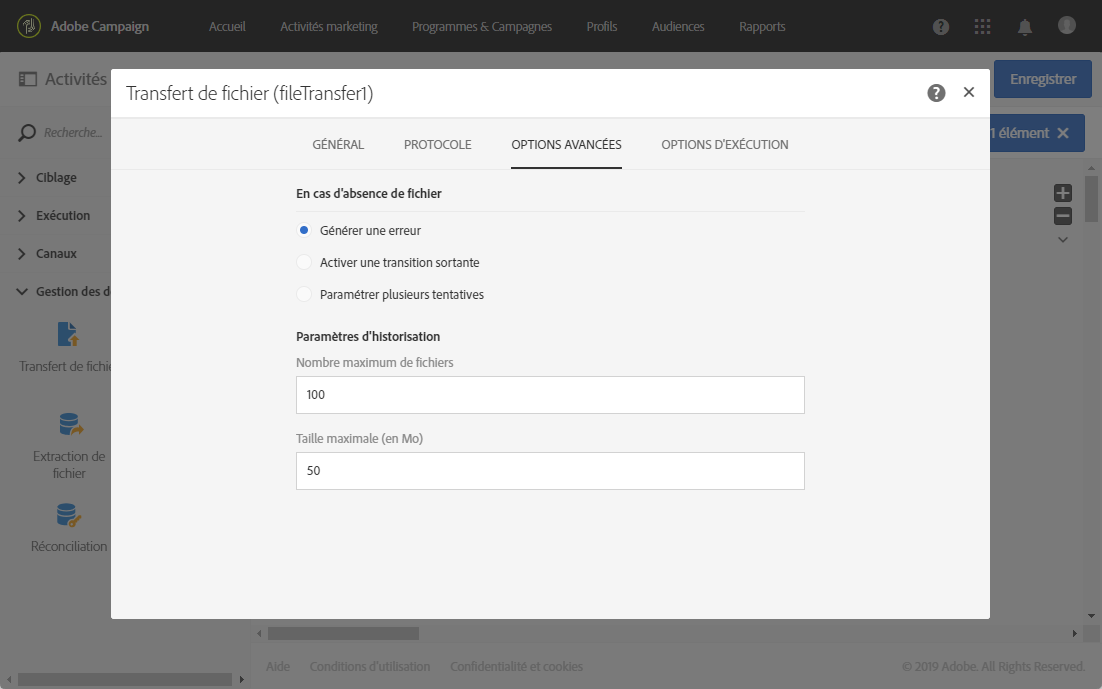 Adobe Campaign
Accueil
Activités marketing
Programmes & Campagnes
Profils
Audiences
Rapports
Activités
Enregistrer
Transfert de fichier (fileTransfer1)
Recherche...
1 élément
GÉNÉRAL
PROTOCOLE
OPTIONS AVANCÉES
OPTIONS D'EXÉCUTION
Ciblage
Exécution
Canaux
Gestion des d
Transfert de fichie
Extraction de
fichier
Réconciliation
En cas d'absence de fichier
Générer une erreur
Activer une transition sortante
Paramétrer plusieurs tentatives
Paramètres d'historisation
Nombre maximum de fichiers
100
Taille maximale (en Mo)
50
Aide
Conditions d'utilisation
Confidentialité et cookies
© 2019 Adobe. All Rights Reserved.